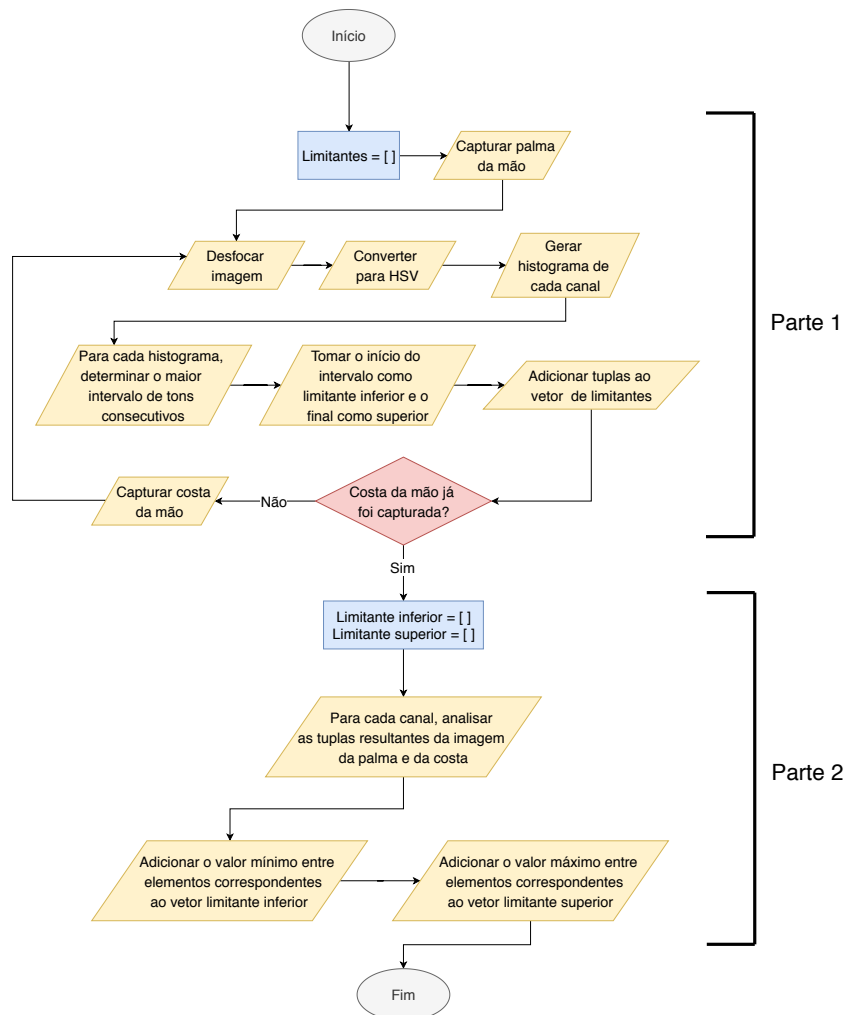 Início
Limitantes = [ ]
Capturar palma
da mão
Desfocar
imagem
Converter
para HSV
Gerar
histograma de
cada canal
Parte 1
Para cada histograma,
determinar o maior
intervalo de tons
consecutivos
Tomar o início do
intervalo como
limitante inferior e o
final como superior
Adicionar tuplas ao
vetor de limitantes
Capturar costa
da mão
Não
Costa da mão já
foi capturada?
Sim
Limitante inferior = [ ]
Limitante superior = [ ]
Para cada canal, analisar
as tuplas resultantes da imagem
da palma e da costa
Parte 2
Adicionar o valor mínimo entre
elementos correspondentes
ao vetor limitante inferior
Adicionar o valor máximo entre
elementos correspondentes
ao vetor limitante superior
Fim